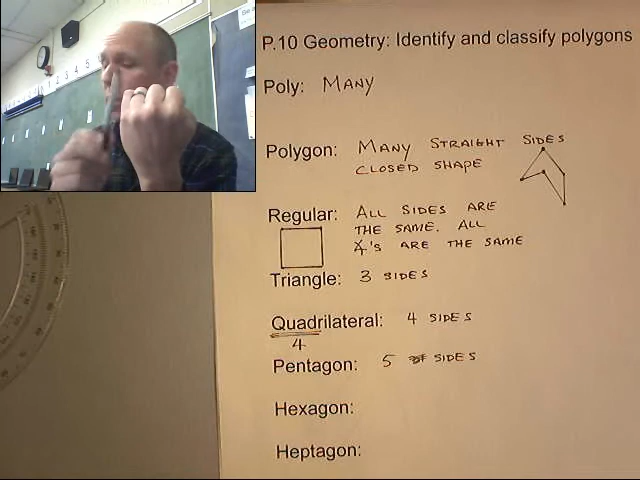 P.10 Geometry: Identify and classify polygons
Poly: MANY
Polygon: MANY STRAIGHT SIDES
CLOSED SHAPE
Regular: ALL SIDES ARE
THE SAME. ALL
∡'s ARE THE SAME
Triangle: 3 SIDES
Quadrilateral: 4 SIDES
4
Pentagon: 5 SIDES
Hexagon:
Heptagon: